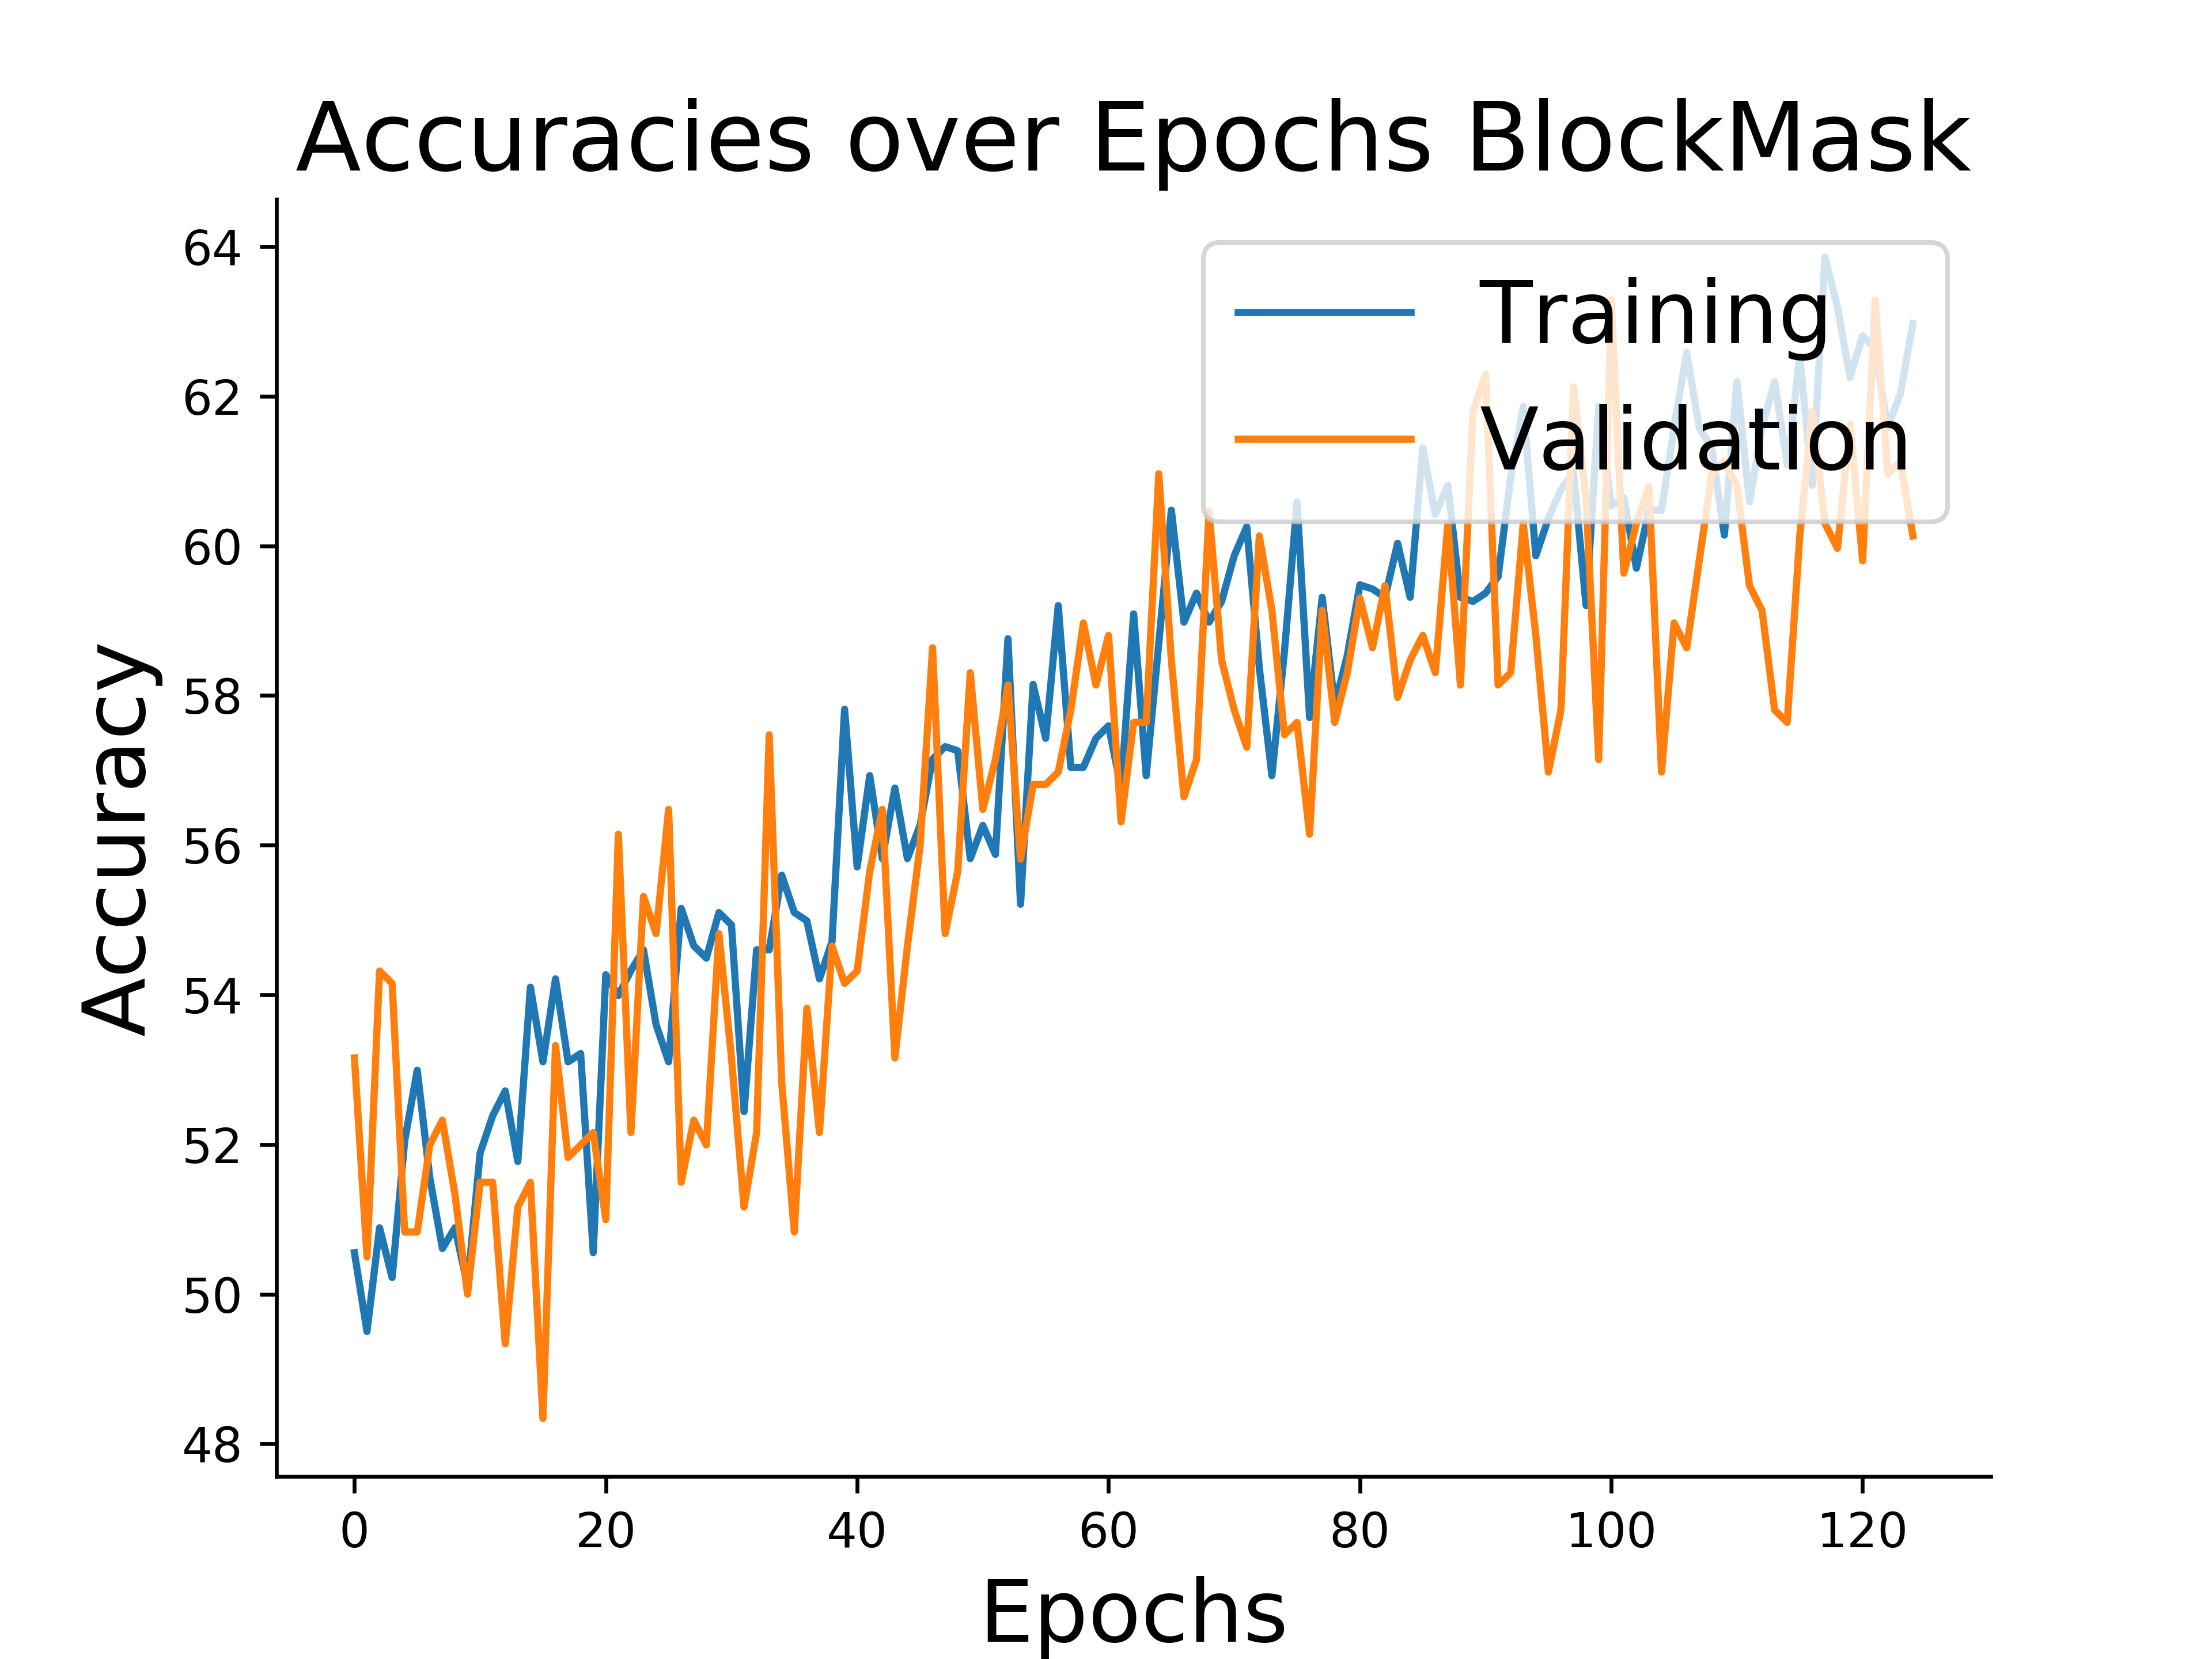 Accuracies over Epochs BlockMask
Training
Validation
Accuracy
64
62
60
58
56
54
52
50
48
0 20 40 60 80 100 120
Epochs